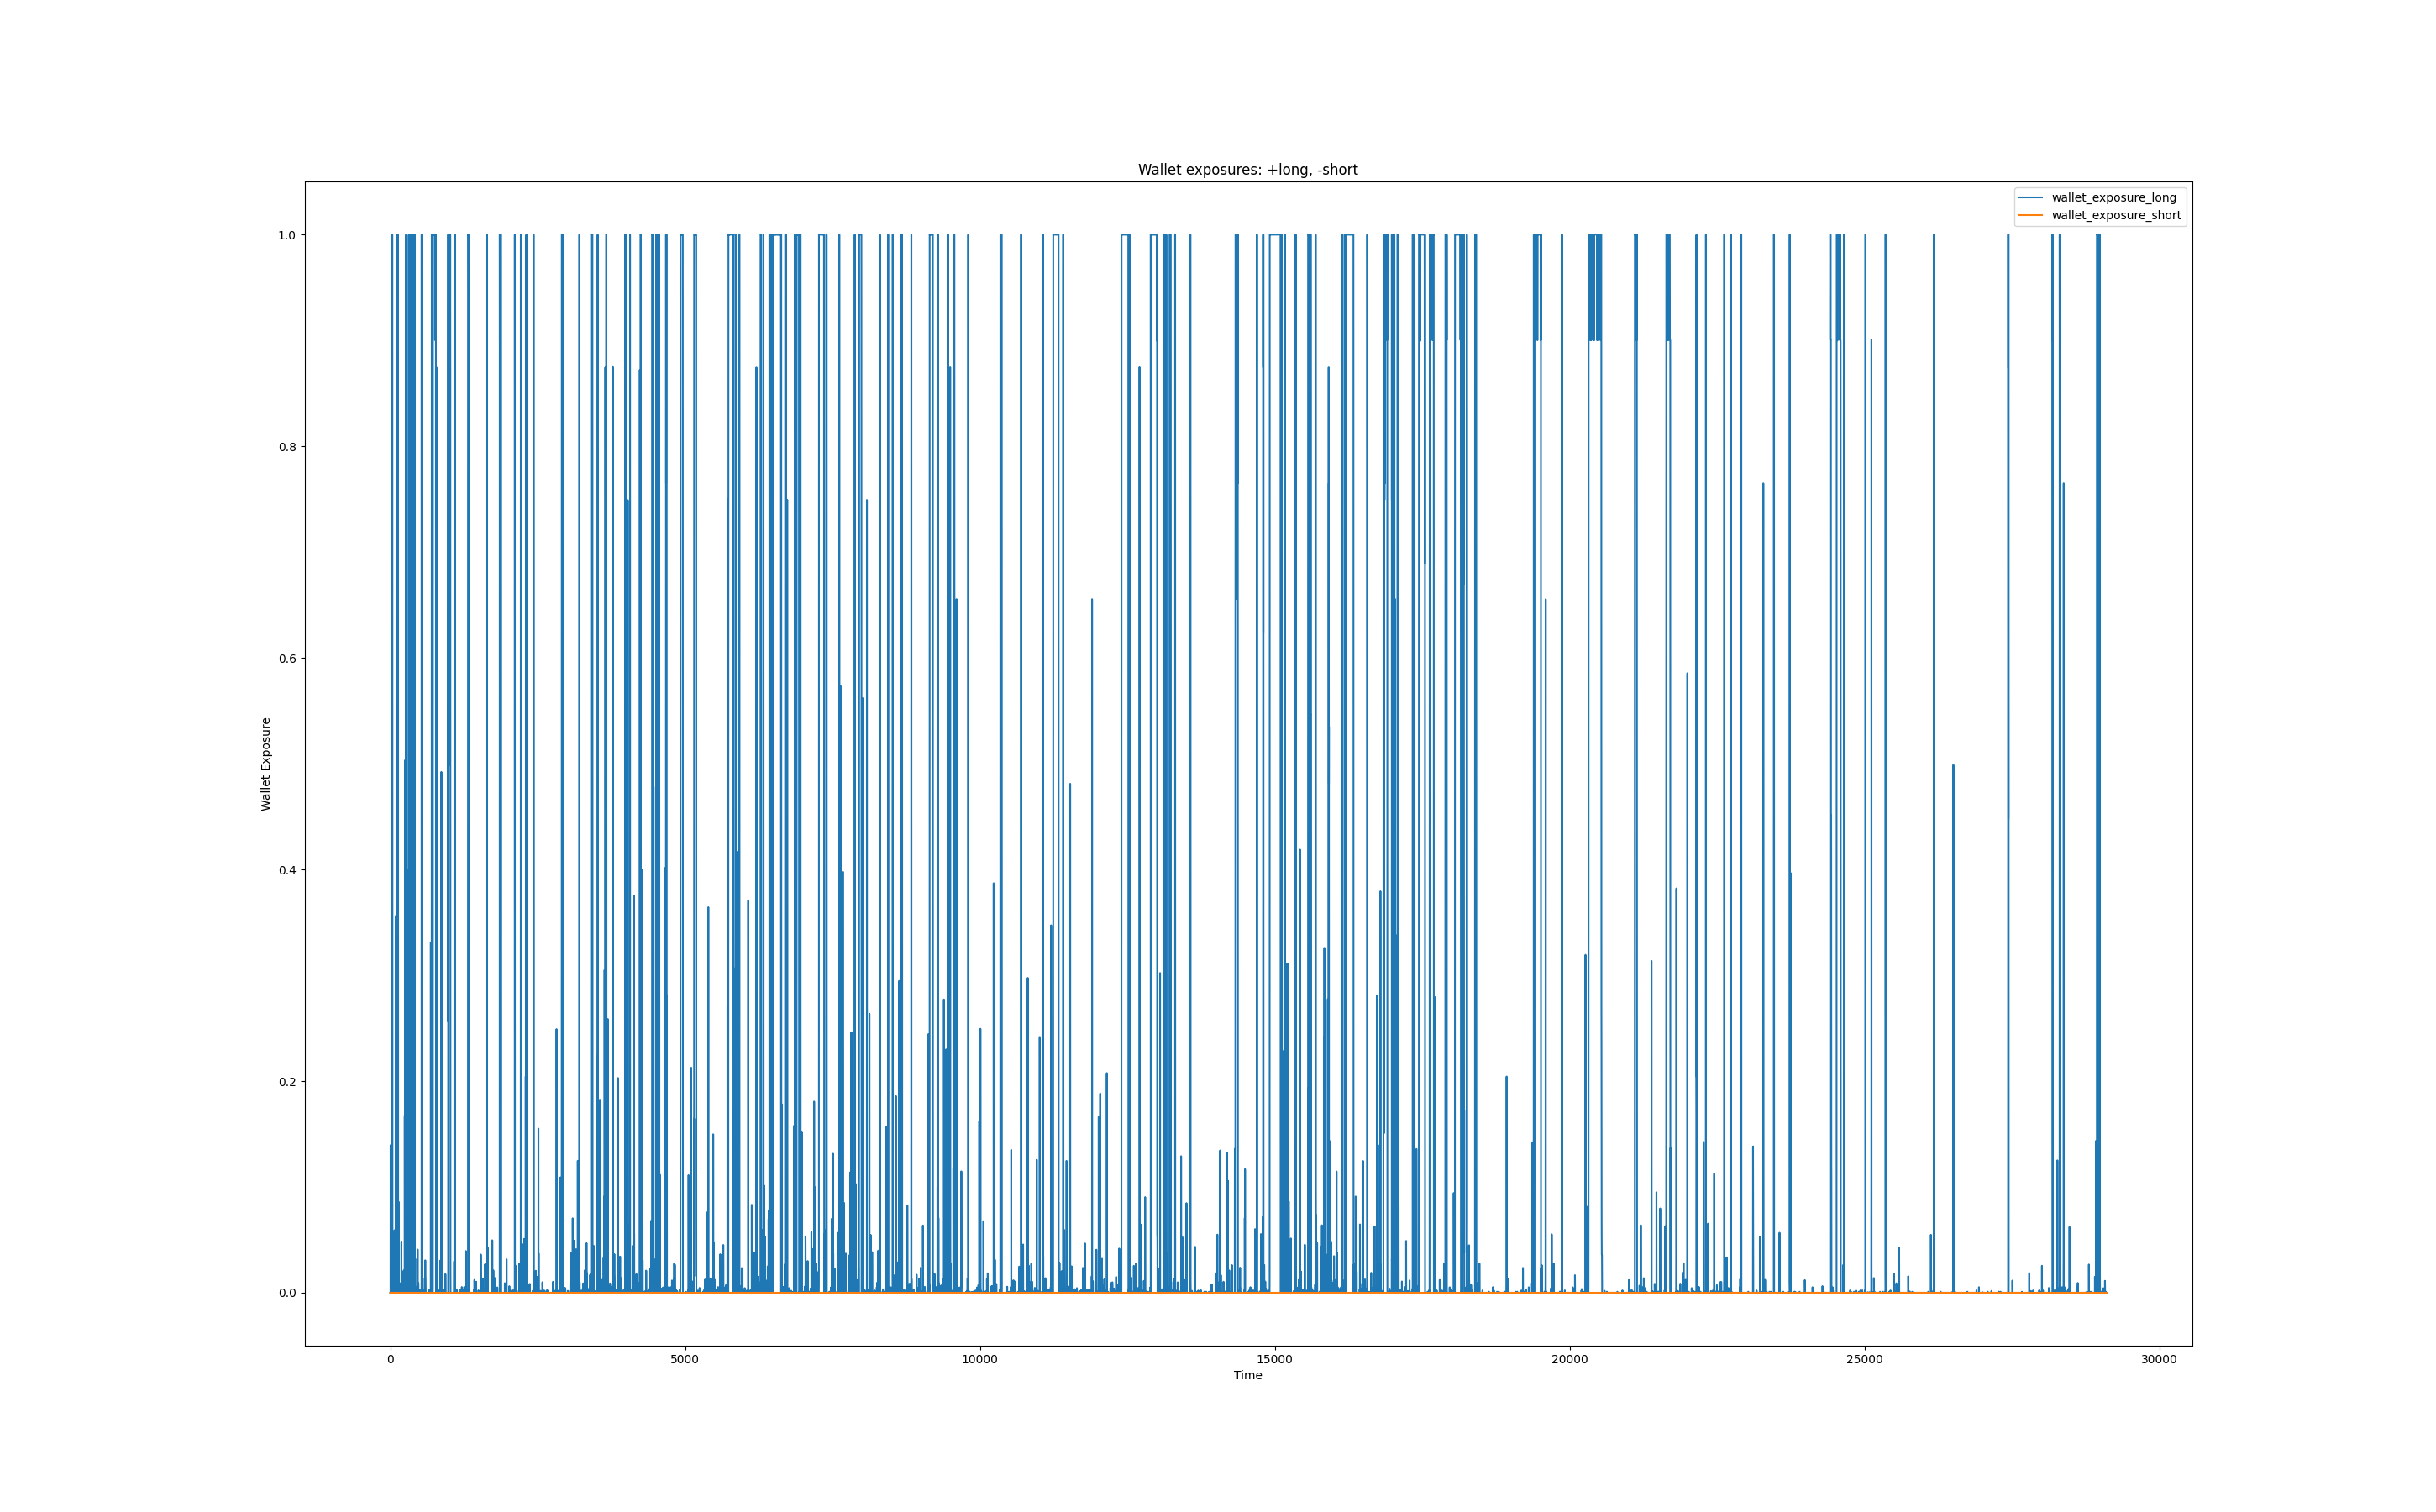 Wallet exposures: +long, -short
wallet_exposure_long
wallet_exposure_short
1.0
0.8
0.6
0.4
0.2
0.0
Wallet Exposure
0 5000 10000 15000 20000 25000 30000
Time